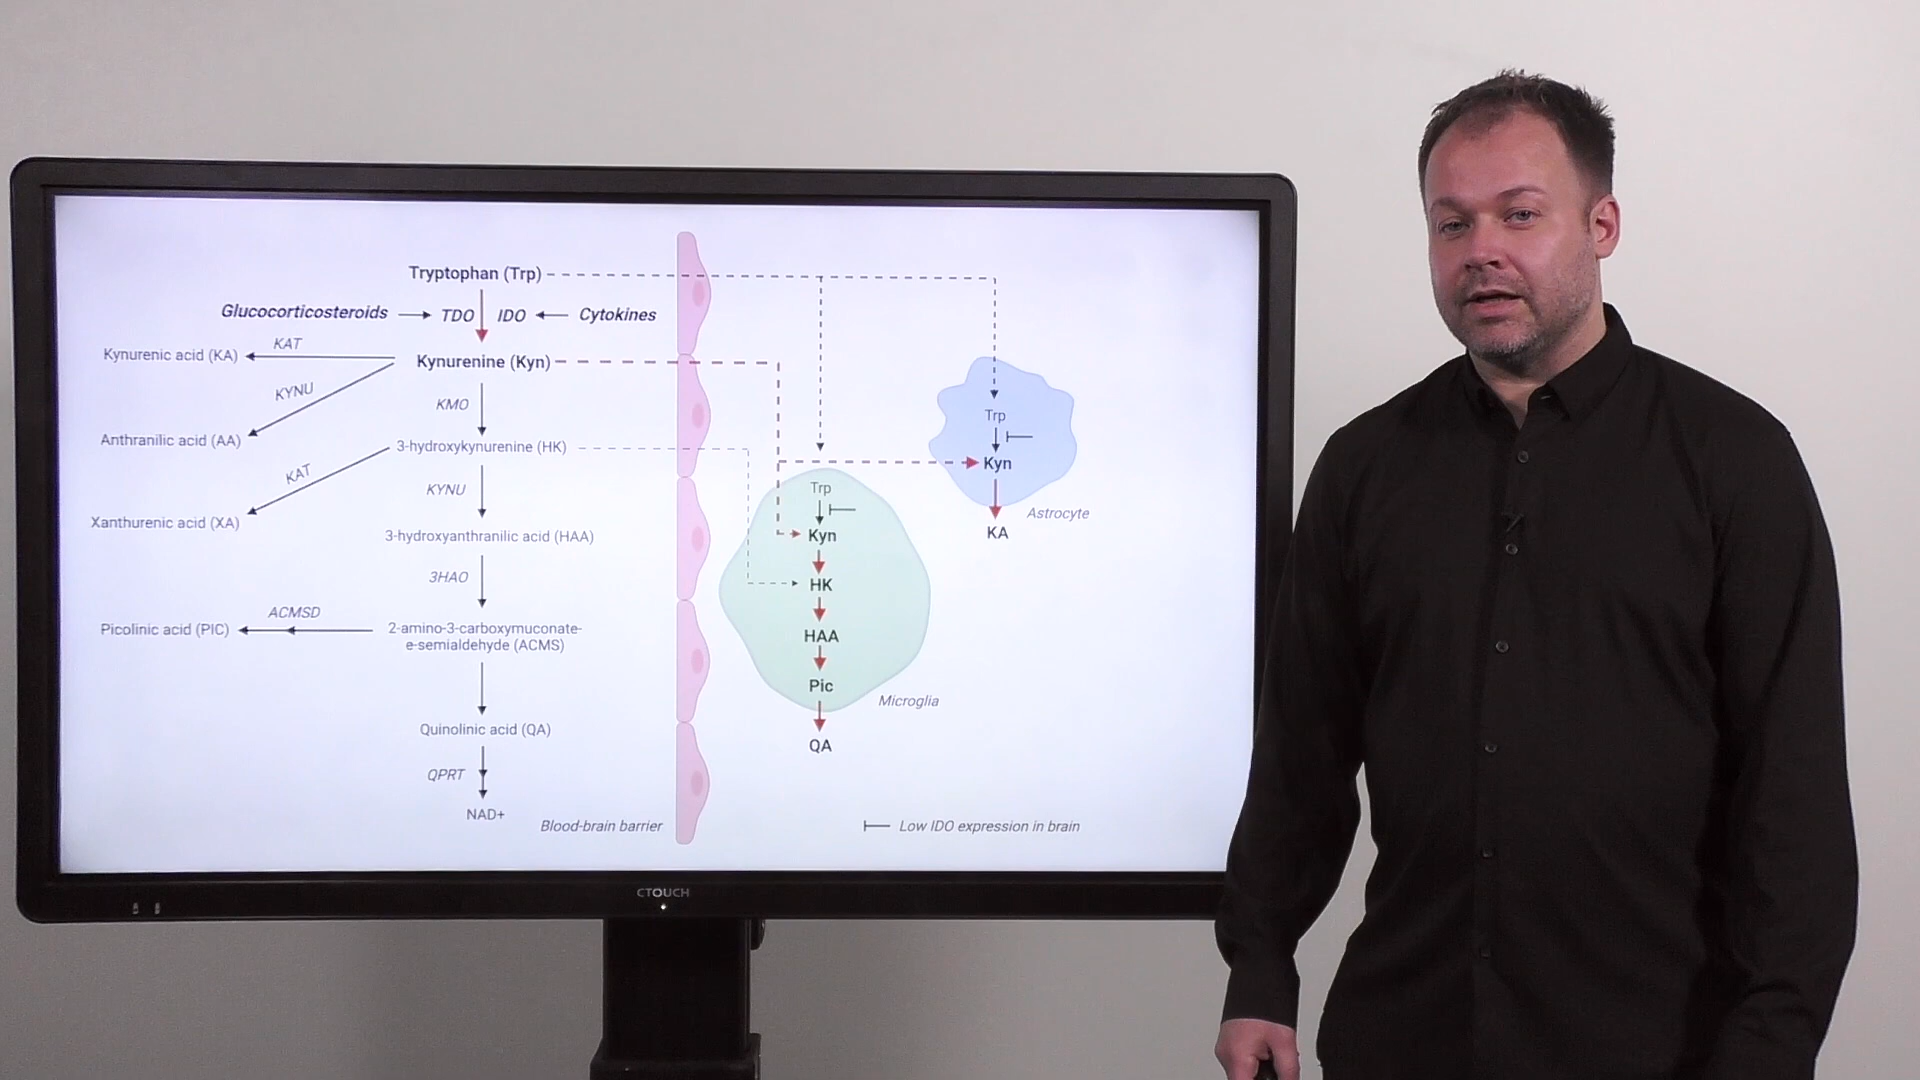 Tryptophan (Trp)
Glucocorticosteroids
TDO
IDO
Cytokines
Kynurenic acid (KA)
KAT
Kynurenine (Kyn)
KYNU
KMO
Anthranilic acid (AA)
3-hydroxykynurenine (HK)
KAT
KYNU
Xanthurenic acid (XA)
3-hydroxyanthranilic acid (HAA)
3HAO
ACMSD
Picolinic acid (PIC)
2-amino-3-carboxymuconate-
e-semialdehyde (ACMS)
Quinolinic acid (QA)
QPRT
NAD+
Blood-brain barrier
Trp
Kyn
HK
HAA
Pic
QA
Microglia
Trp
Kyn
KA
Astrocyte
Low IDO expression in brain
CTOUCH